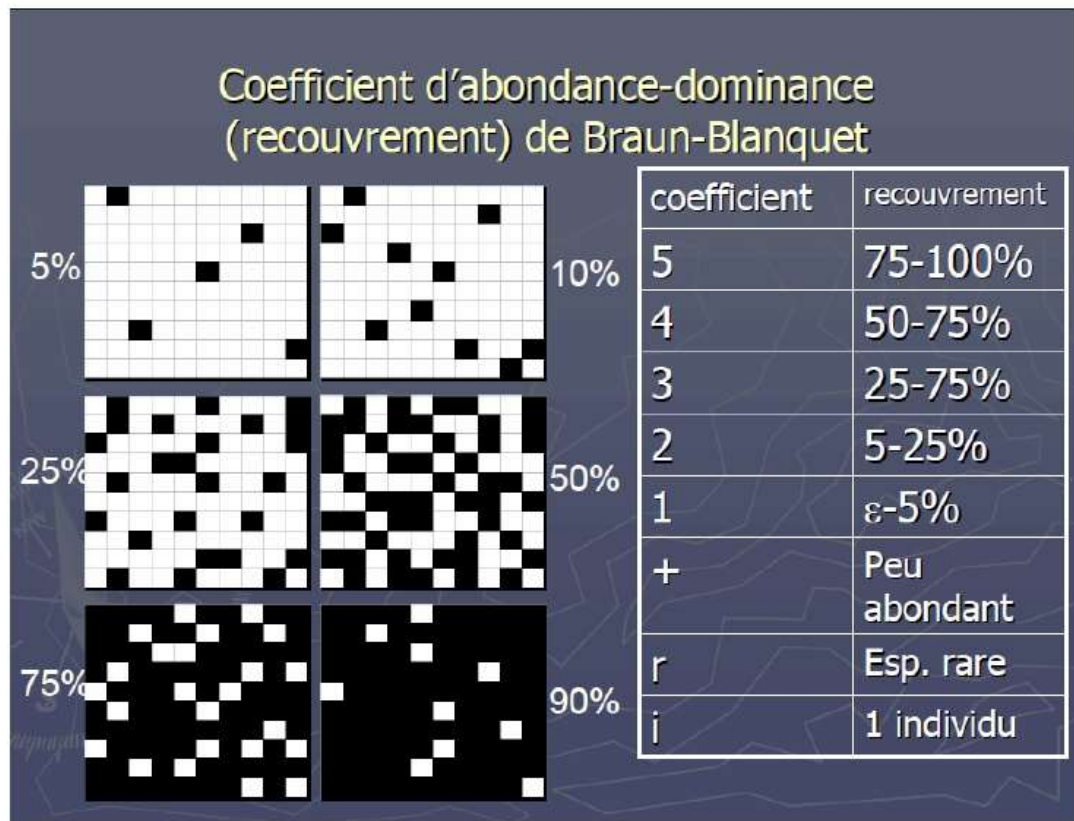 Coefficient d'abondance-dominance
(recouvrement) de Braun-Blanquet
5%
10%
25%
50%
75%
90%
coefficient recouvrement
5 75-100%
4 50-75%
3 25-75%
2 5-25%
1 ε-5%
+ Peu
abondant
r Esp. rare
i 1 individu